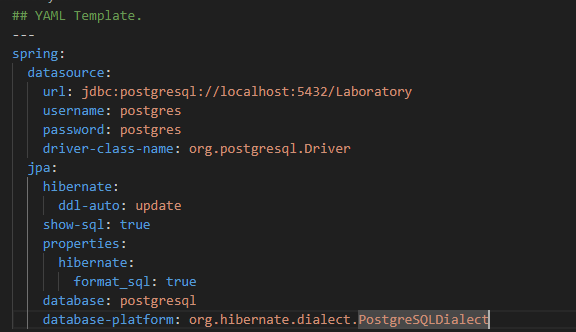 ## YAML Template.
---
spring:
  datasource:
    url: jdbc:postgresql://localhost:5432/Laboratory
    username: postgres
    password: postgres
    driver-class-name: org.postgresql.Driver
  jpa:
    hibernate:
      ddl-auto: update
    show-sql: true
    properties:
      hibernate:
        format_sql: true
    database: postgresql
    database-platform: org.hibernate.dialect.PostgreSQLDialect